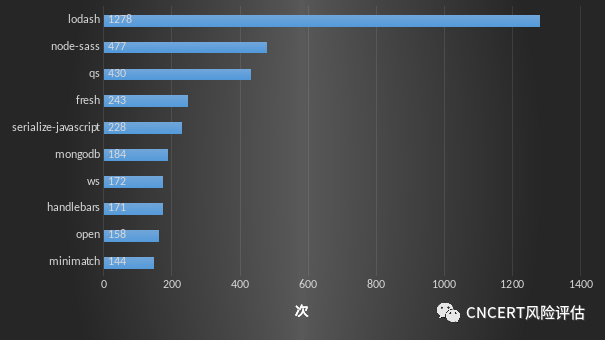 lodash 1278
node-sass 477
qs 430
fresh 243
serialize-javascript 228
mongodb 184
ws 172
handlebars 171
open 158
minimatch 144
0 200 400 600 800 1000 1200 1400
次
CNCERT风险评估